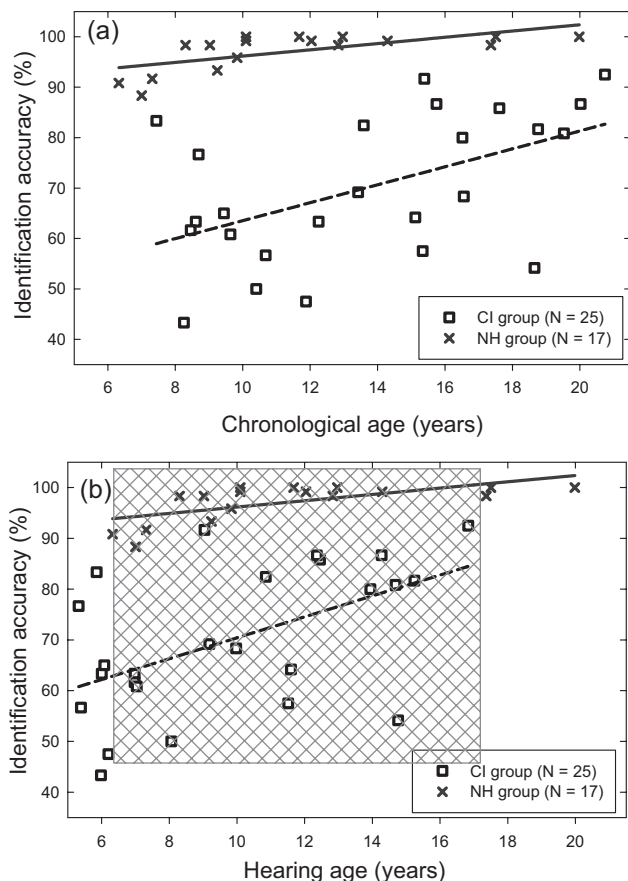 (a)
Identification accuracy (%)
100
90
80
70
60
50
40
CI group (N = 25)
NH group (N = 17)
6 8 10 12 14 16 18 20
Chronological age (years)
(b)
Identification accuracy (%)
100
90
80
70
60
50
40
CI group (N = 25)
NH group (N = 17)
6 8 10 12 14 16 18 20
Hearing age (years)